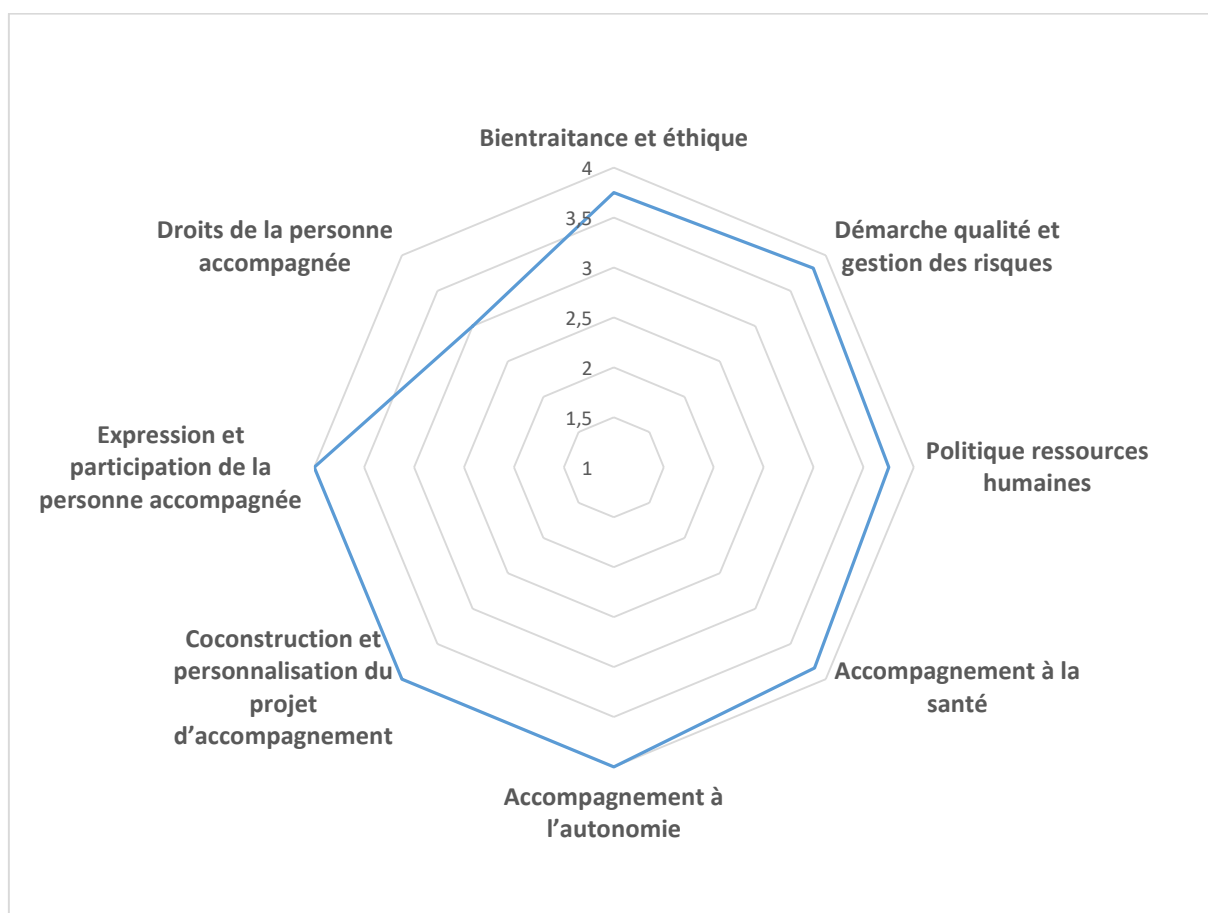 Bientraitance et éthique
4
3,5
3
2,5
2
1,5
1
Démarche qualité et
gestion des risques
Politique ressources
humaines
Accompagnement à la
santé
Accompagnement à
l’autonomie
Coconstruction et
personnalisation du
projet
d’accompagnement
Expression et
participation de la
personne accompagnée
Droits de la personne
accompagnée